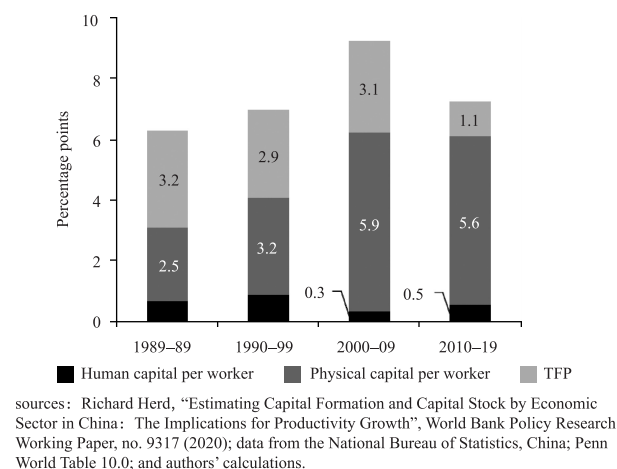 10
8
6
4
2
0
Percentage points
3.2
2.5
2.9
3.2
3.1
5.9
0.3
1.1
5.6
0.5
1989–89
1990–99
2000–09
2010–19
Human capital per worker
Physical capital per worker
TFP
sources: Richard Herd, “Estimating Capital Formation and Capital Stock by Economic
Sector in China: The Implications for Productivity Growth”, World Bank Policy Research
Working Paper, no. 9317 (2020); data from the National Bureau of Statistics, China; Penn
World Table 10.0; and authors’ calculations.